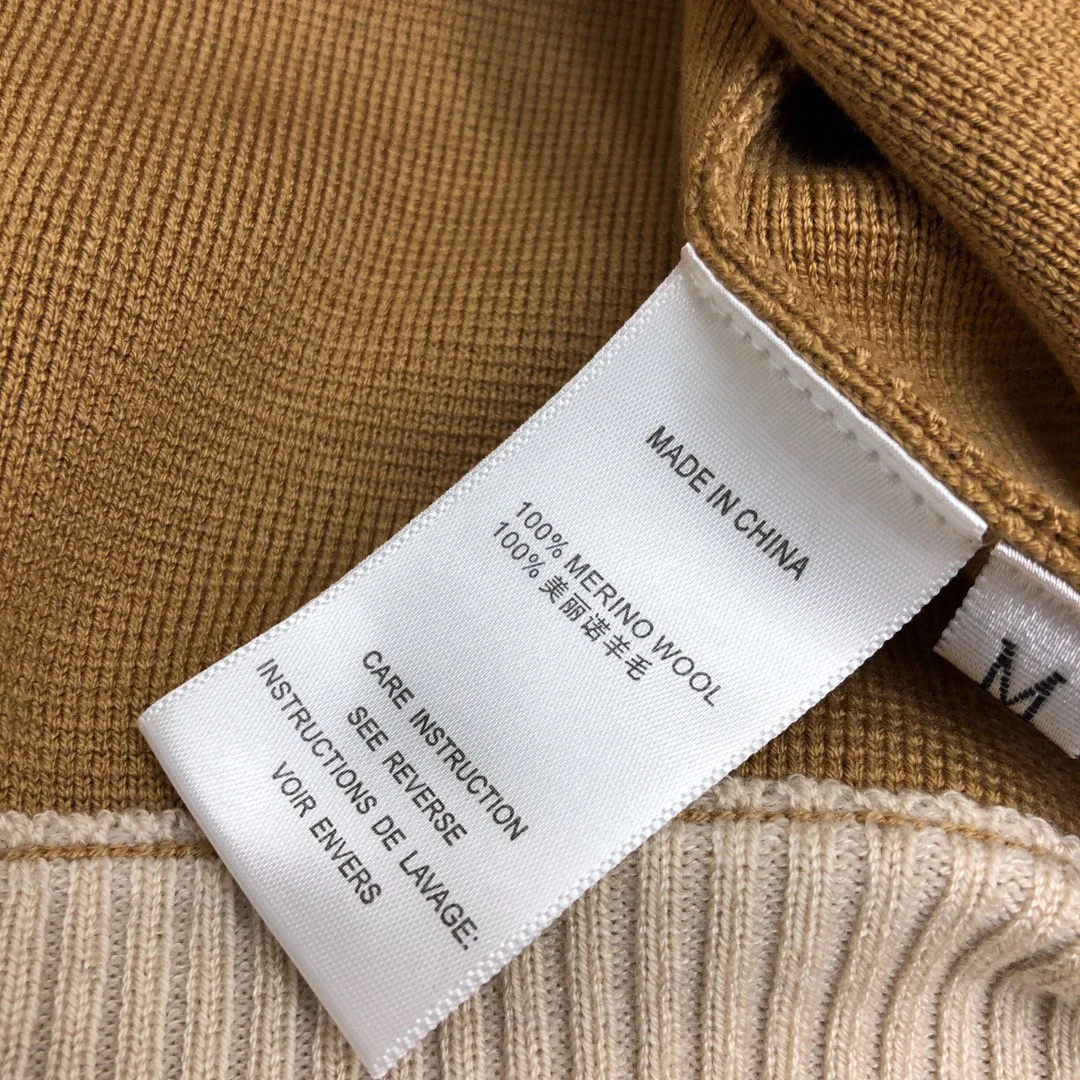 MADE IN CHINA
100% MERINO WOOL
100%美丽诺羊毛
CARE INSTRUCTION
SEE REVERSE
INSTRUCTIONS DE LAVAGE:
VOIR ENVERS
M